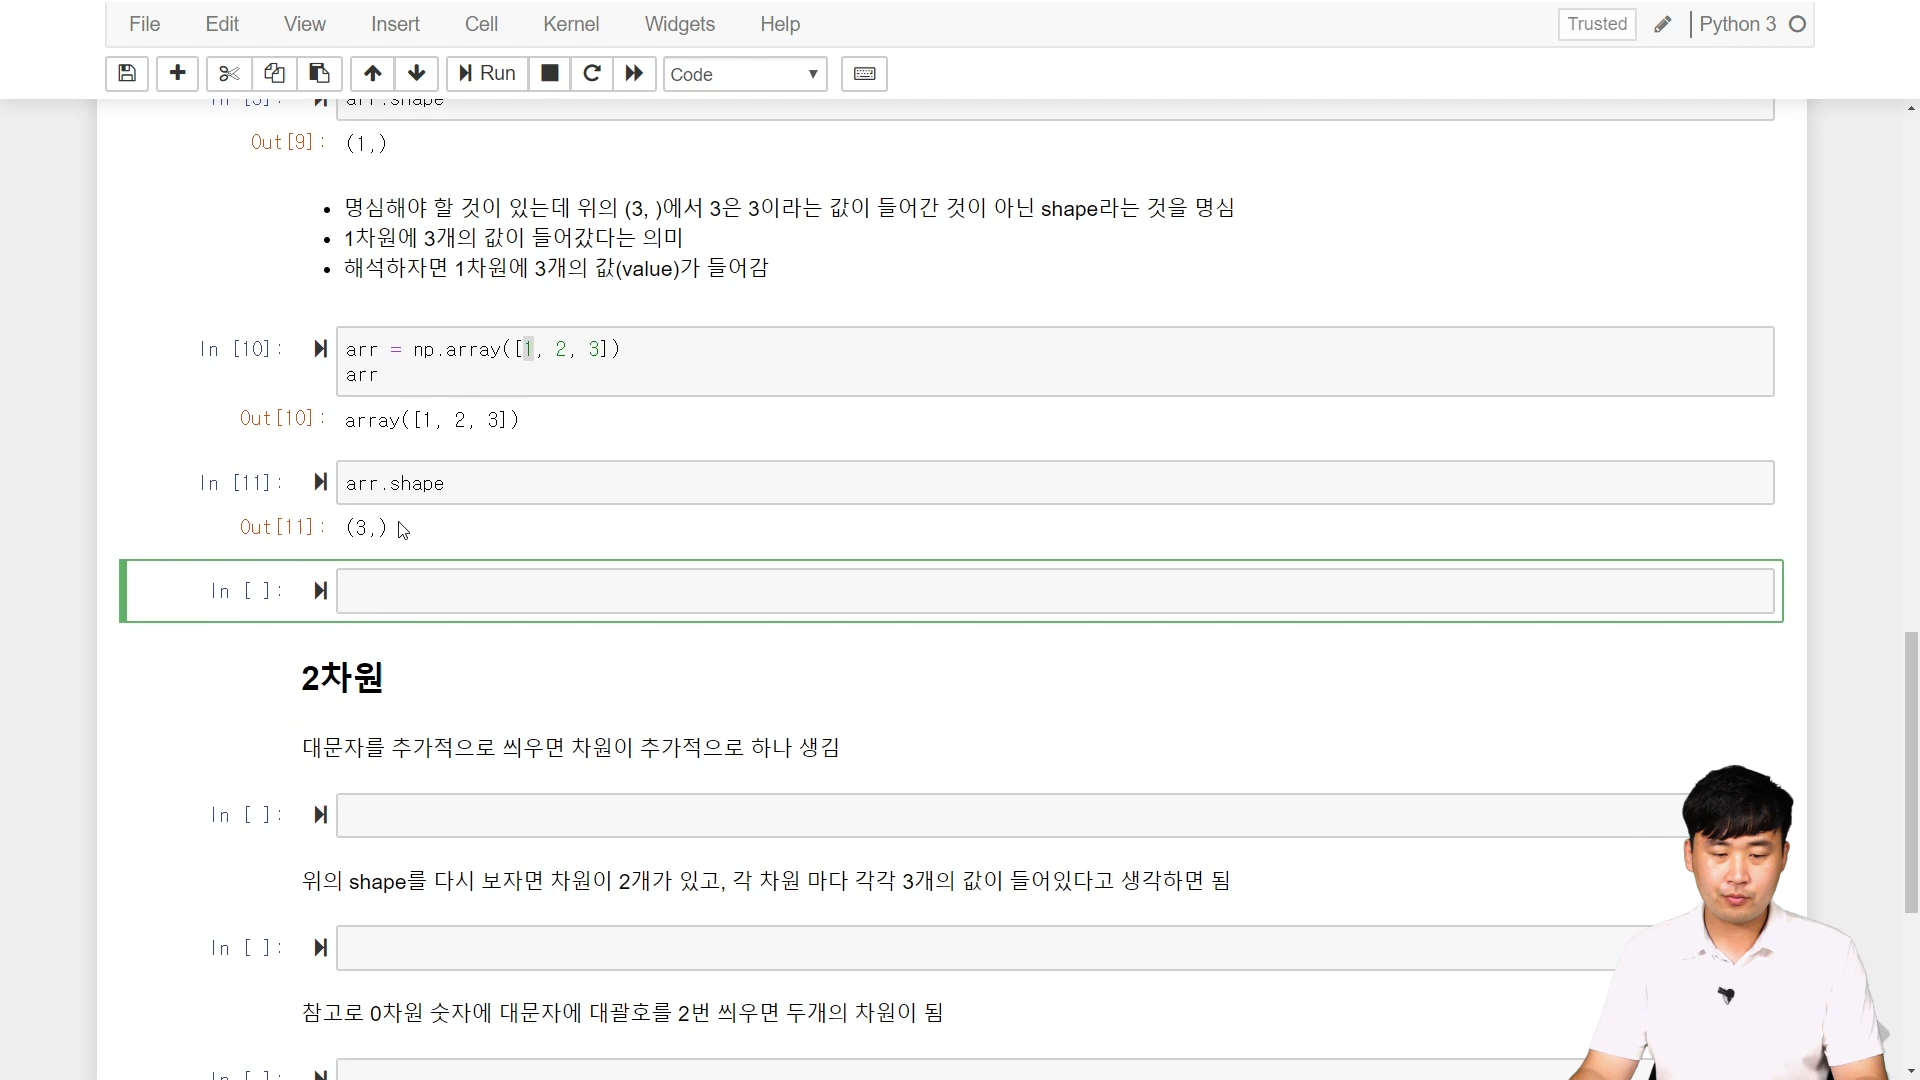 File Edit View Insert Cell Kernel Widgets Help Trusted Python 3
Run Code
In [9]: arr.shape
Out[9]: (1,)
• 명심해야 할 것이 있는데 위의 (3, )에서 3은 3이라는 값이 들어간 것이 아닌 shape라는 것을 명심
• 1차원에 3개의 값이 들어갔다는 의미
• 해석하자면 1차원에 3개의 값(value)가 들어감
In [10]: arr = np.array([1, 2, 3])
arr
Out[10]: array([1, 2, 3])
In [11]: arr.shape
Out[11]: (3,)
In [ ]:
2차원
대문자를 추가적으로 씌우면 차원이 추가적으로 하나 생김
In [ ]:
위의 shape를 다시 보자면 차원이 2개가 있고, 각 차원 마다 각각 3개의 값이 들어있다고 생각하면 됨
In [ ]:
참고로 0차원 숫자에 대문자에 대괄호를 2번 씌우면 두개의 차원이 됨
In [ ]: